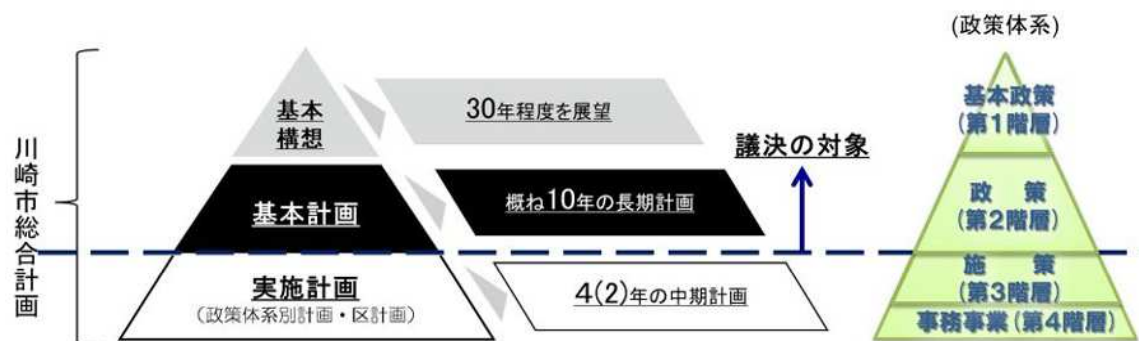 川崎市総合計画
基本
構想
30年程度を展望
基本計画
概ね10年の長期計画
議決の対象
実施計画
(政策体系別計画・区計画)
4(2)年の中期計画
(政策体系)
基本政策
(第1階層)
政　策
(第2階層)
施　策
(第3階層)
事務事業(第4階層)